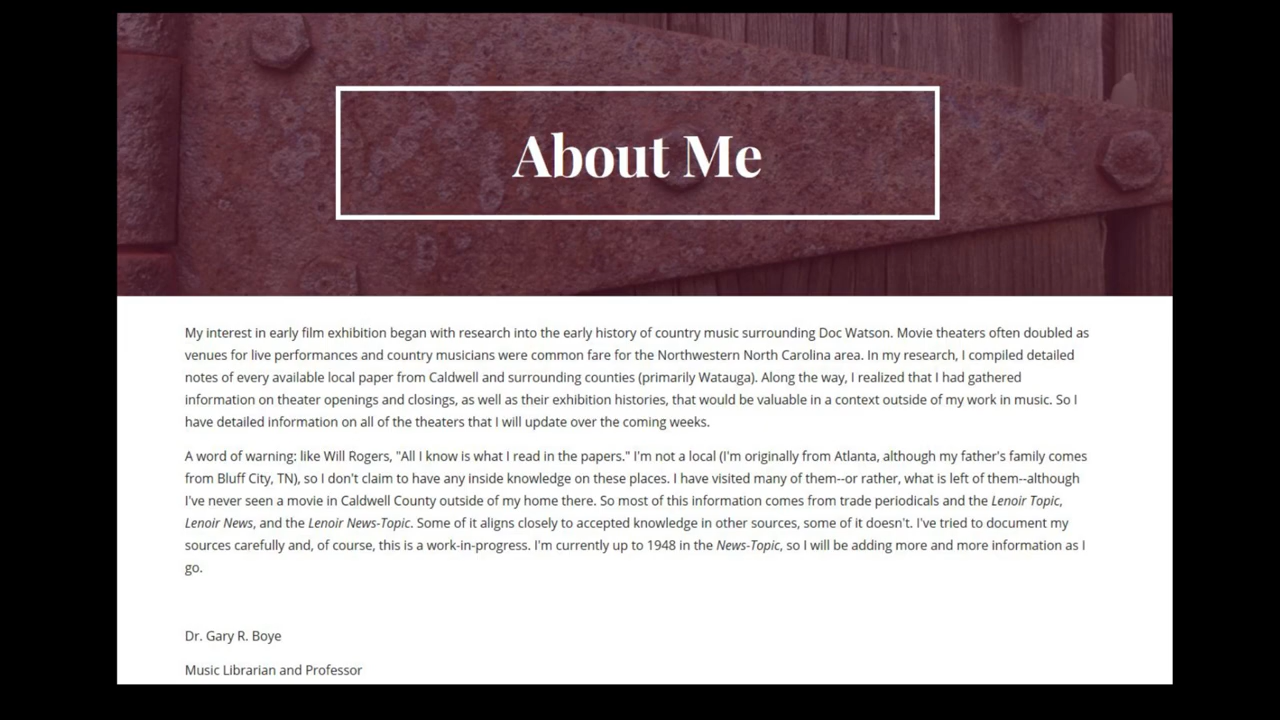 About Me
My interest in early film exhibition began with research into the early history of country music surrounding Doc Watson. Movie theaters often doubled as
venues for live performances and country musicians were common fare for the Northwestern North Carolina area. In my research, I compiled detailed
notes of every available local paper from Caldwell and surrounding counties (primarily Watauga). Along the way, I realized that I had gathered
information on theater openings and closings, as well as their exhibition histories, that would be valuable in a context outside of my work in music. So I
have detailed information on all of the theaters that I will update over the coming weeks.
A word of warning: like Will Rogers, "All I know is what I read in the papers." I'm not a local (I'm originally from Atlanta, although my father's family comes
from Bluff City, TN), so I don't claim to have any inside knowledge on these places. I have visited many of them--or rather, what is left of them--although
I've never seen a movie in Caldwell County outside of my home there. So most of this information comes from trade periodicals and the Lenoir Topic,
Lenoir News, and the Lenoir News-Topic. Some of it aligns closely to accepted knowledge in other sources, some of it doesn't. I've tried to document my
sources carefully and, of course, this is a work-in-progress. I'm currently up to 1948 in the News-Topic, so I will be adding more and more information as I
go.
Dr. Gary R. Boye
Music Librarian and Professor